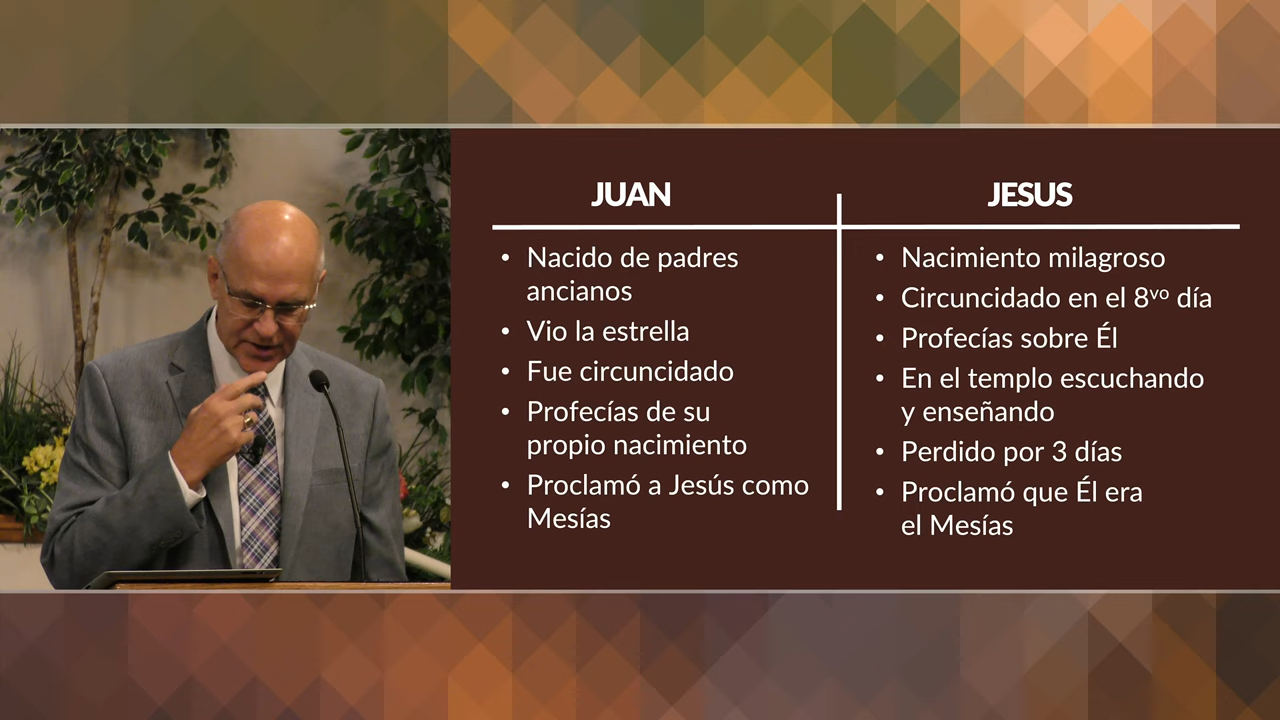 JUAN
Nacido de padres
ancianos
Vio la estrella
Fue circuncidado
Profecías de su
propio nacimiento
Proclamó a Jesús como
Mesías
JESUS
Nacimiento milagroso
Circuncidado en el 8vo día
Profecías sobre Él
En el templo escuchando
y enseñando
Perdido por 3 días
Proclamó que Él era
el Mesías